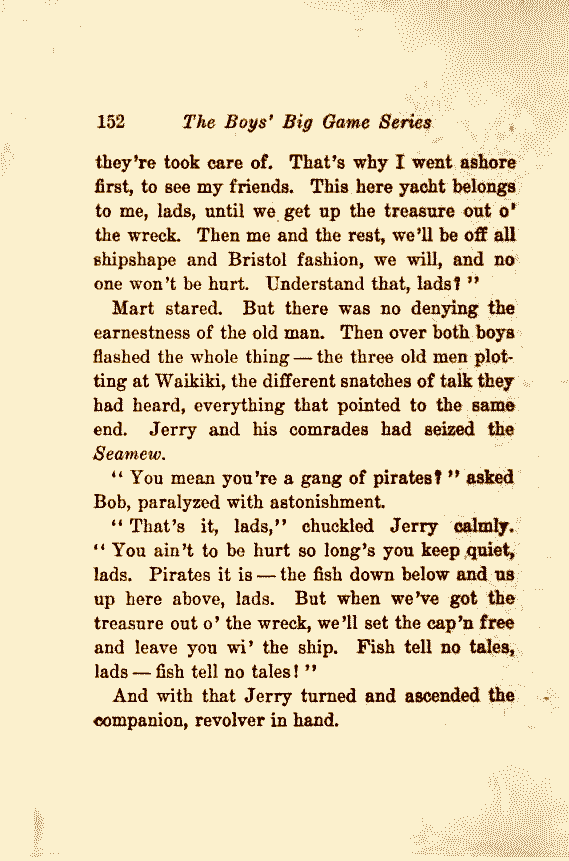 152 The Boys' Big Game Series
they're took care of. That's why I went ashore
first, to see my friends. This here yacht belongs
to me, lads, until we get up the treasure out o'
the wreck. Then me and the rest, we'll be off all
shipshape and Bristol fashion, we will, and no
one won't be hurt. Understand that, lads? "
Mart stared. But there was no denying the
earnestness of the old man. Then over both boys
flashed the whole thing — the three old men plot-
ting at Waikiki, the different snatches of talk they
had heard, everything that pointed to the same
end. Jerry and his comrades had seized the
Seamew.
" You mean you're a gang of pirates? " asked
Bob, paralyzed with astonishment.
" That's it, lads," chuckled Jerry calmly.
" You ain't to be hurt so long's you keep quiet,
lads. Pirates it is — the fish down below and us
up here above, lads. But when we've got the
treasure out o' the wreck, we'll set the cap'n free
and leave you wi' the ship. Fish tell no tales,
lads — fish tell no tales! "
And with that Jerry turned and ascended the
companion, revolver in hand.